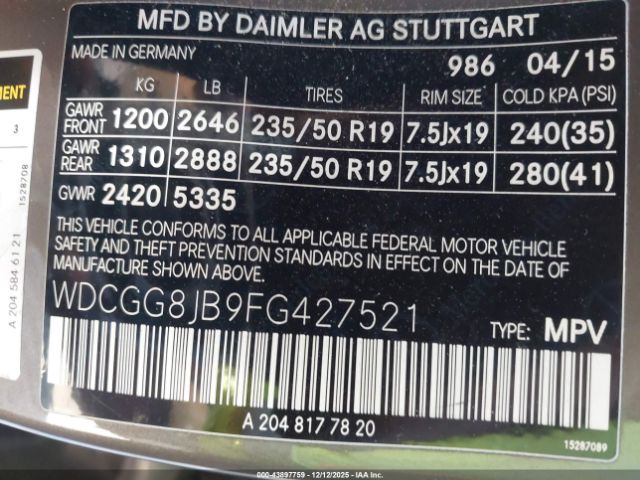 MFD BY DAIMLER AG STUTTGART
MADE IN GERMANY 986 04/15
KG LB TIRES RIM SIZE COLD KPA (PSI)
GAWR FRONT 1200 2646 235/50 R19 7.5Jx19 240(35)
GAWR REAR 1310 2888 235/50 R19 7.5Jx19 280(41)
GVWR 2420 5335
THIS VEHICLE CONFORMS TO ALL APPLICABLE FEDERAL MOTOR VEHICLE
SAFETY AND THEFT PREVENTION STANDARDS IN EFFECT ON THE DATE OF
MANUFACTURE SHOWN ABOVE.
WDCGG8JB9FG427521
TYPE: MPV
A 204 817 78 20
15287089
3
1528708
A 204 584 61 21
00-43897759 - 12/12/2025 - IAAI.